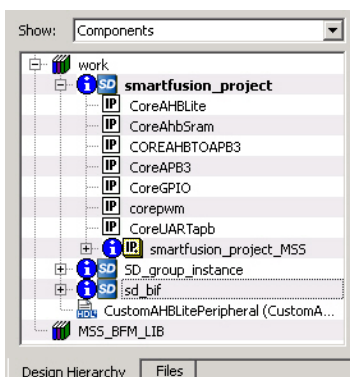 Show: Components
work
SD smartfusion_project
IP CoreAHBLite
IP CoreAhbSram
IP COREAHBTOAPB3
IP CoreAPB3
IP CoreGPIO
IP corepwm
IP CoreUARTapb
IP smartfusion_project_MSS
SD SD_group_instance
SD sd_bif
HDL CustomAHBLitePeripheral (CustomA...
MSS_BFM_LIB
Design Hierarchy Files